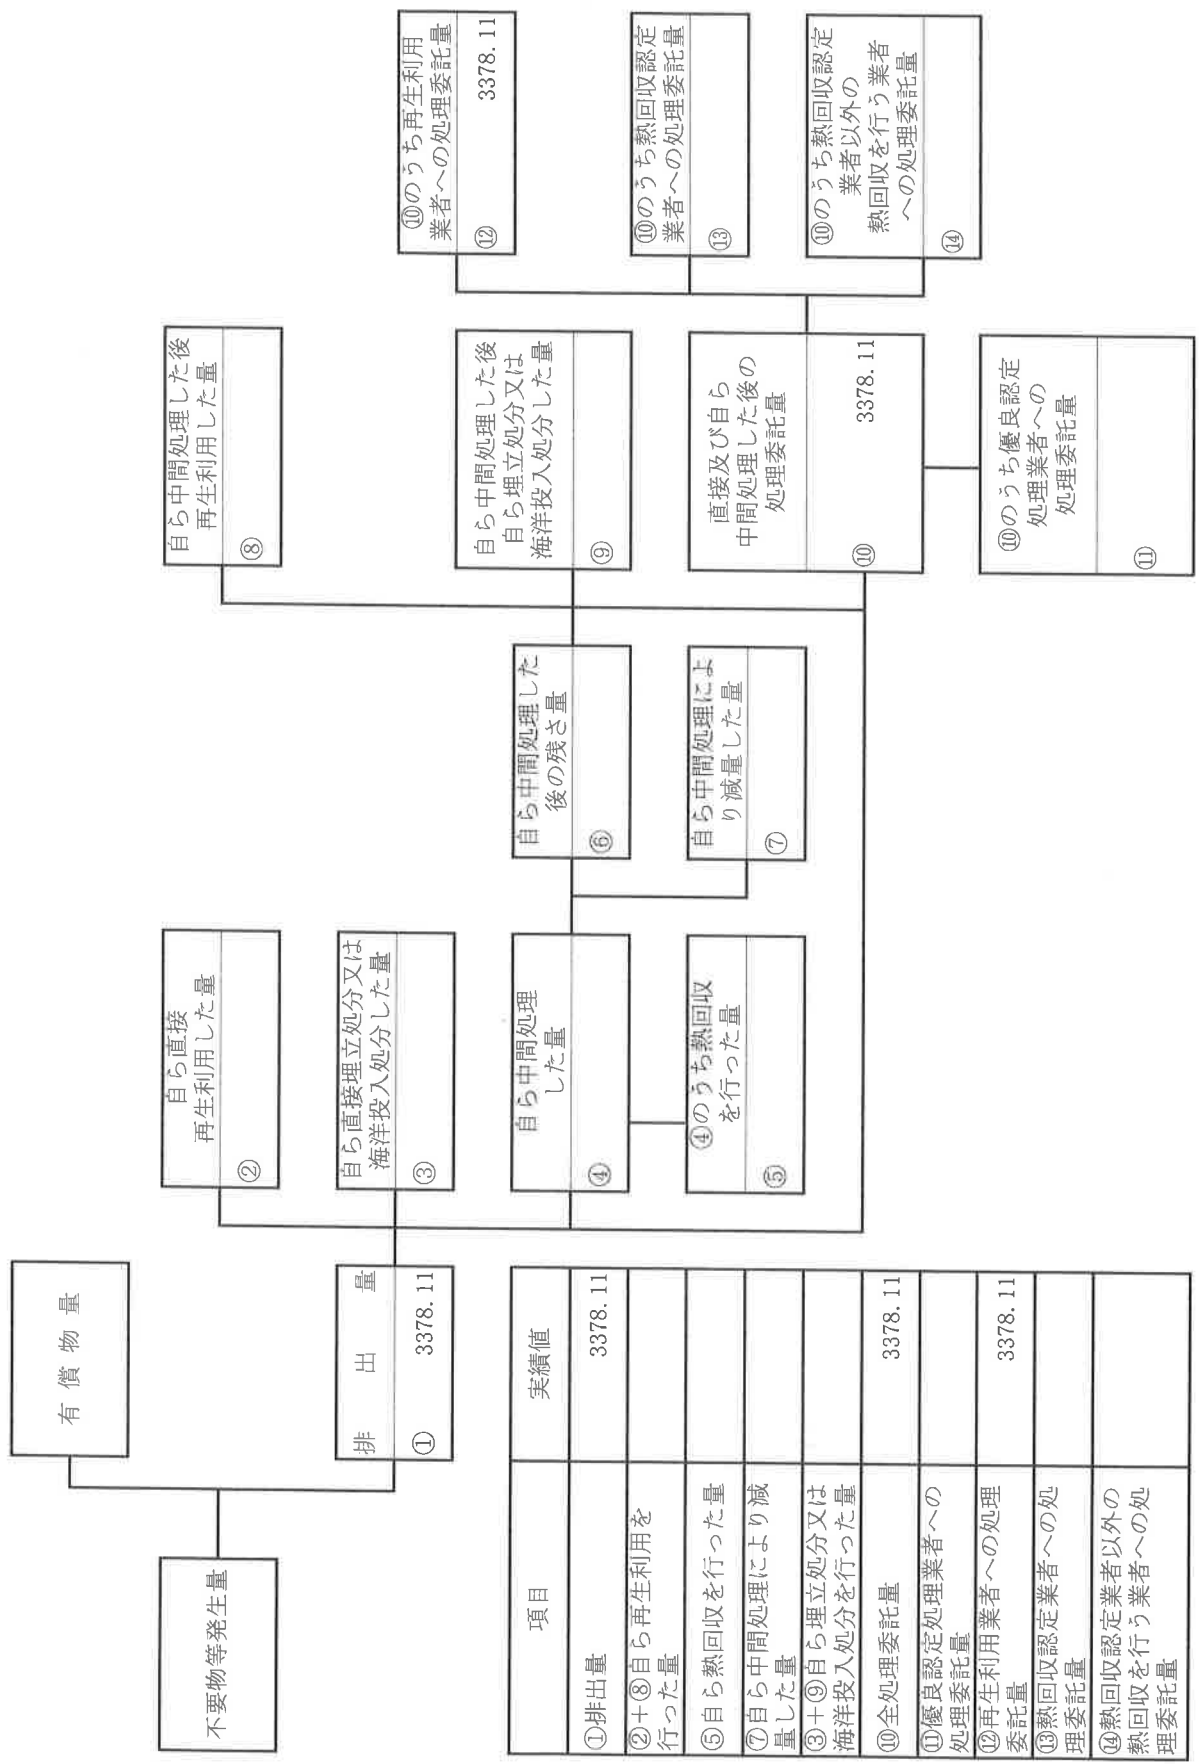 有償物量
不要物等発生量
排出量
① 3378.11
自ら直接
再生利用した量
②
自ら直接埋立処分又は
海洋投入処分した量
③
自ら中間処理
した量
④
④のうち熱回収
を行った量
⑤
自ら中間処理した
後の残さ量
⑥
自ら中間処理によ
り減量した量
⑦
自ら中間処理した後
再生利用した量
⑧
自ら中間処理した後
自ら埋立処分又は
海洋投入処分した量
⑨
直接及び自ら
中間処理した後の
処理委託量
⑩ 3378.11
⑩のうち優良認定
処理業者への
処理委託量
⑪
⑩のうち再生利用
業者への処理委託量
⑫ 3378.11
⑩のうち熱回収認定
業者への処理委託量
⑬
⑩のうち熱回収認定
業者以外の
熱回収を行う業者
への処理委託量
⑭
項目 実績値
①排出量 3378.11
②+⑧自ら再生利用を
行った量
⑤自ら熱回収を行った量
⑦自ら中間処理により減
量した量
③+⑨自ら埋立処分又は
海洋投入処分を行った量
⑩全処理委託量 3378.11
⑪優良認定処理業者への
処理委託量
⑫再生利用業者への処理
委託量 3378.11
⑬熱回収認定業者への処
理委託量
⑭熱回収認定業者以外の
熱回収を行う業者への処
理委託量